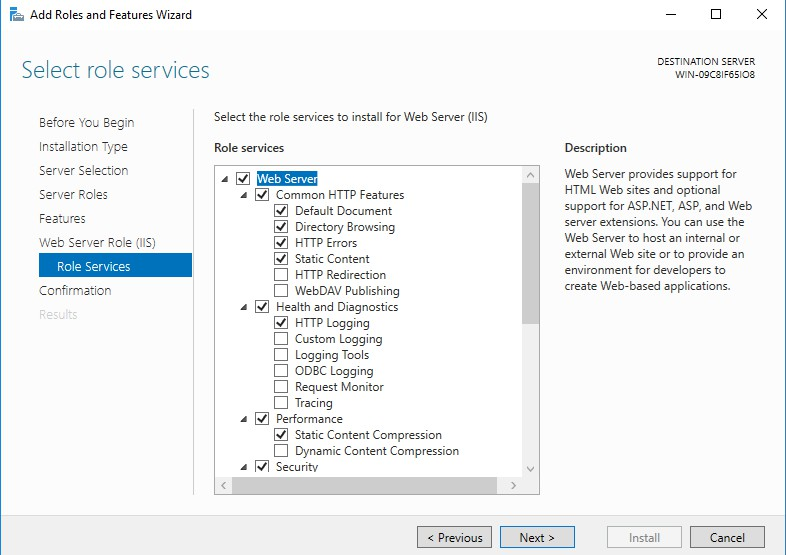 Add Roles and Features Wizard
Select role services
DESTINATION SERVER
WIN-09C8IF65IO8
Before You Begin
Installation Type
Server Selection
Server Roles
Features
Web Server Role (IIS)
Role Services
Confirmation
Results
Select the role services to install for Web Server (IIS)
Role services
Web Server
Common HTTP Features
Default Document
Directory Browsing
HTTP Errors
Static Content
HTTP Redirection
WebDAV Publishing
Health and Diagnostics
HTTP Logging
Custom Logging
Logging Tools
ODBC Logging
Request Monitor
Tracing
Performance
Static Content Compression
Dynamic Content Compression
Security
Description
Web Server provides support for
HTML Web sites and optional
support for ASP.NET, ASP, and Web
server extensions. You can use the
Web Server to host an internal or
external Web site or to provide an
environment for developers to
create Web-based applications.
< Previous
Next >
Install
Cancel